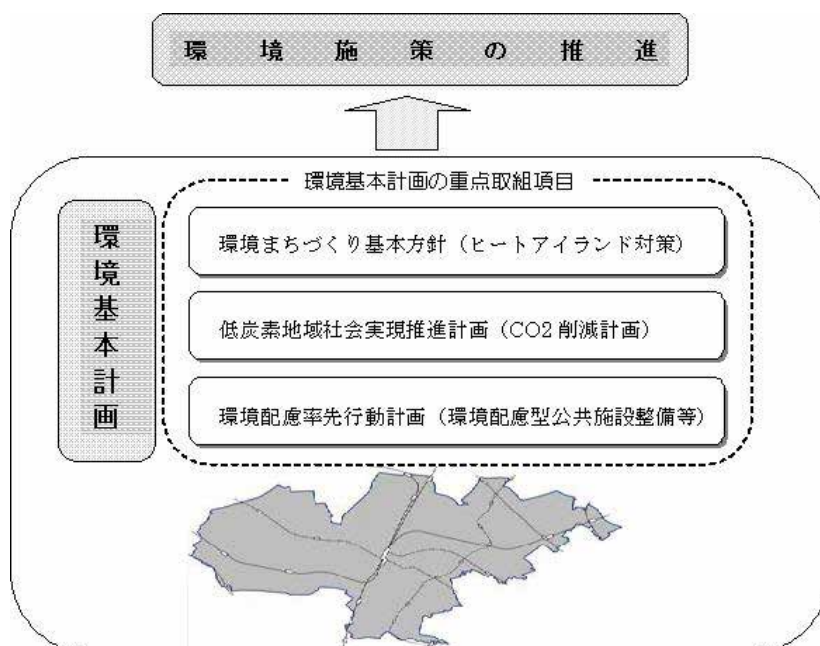 環境施策の推進
環境基本計画の重点取組項目
環境基本計画
環境まちづくり基本方針（ヒートアイランド対策）
低炭素地域社会実現推進計画（CO2削減計画）
環境配慮率先行動計画（環境配慮型公共施設整備等）